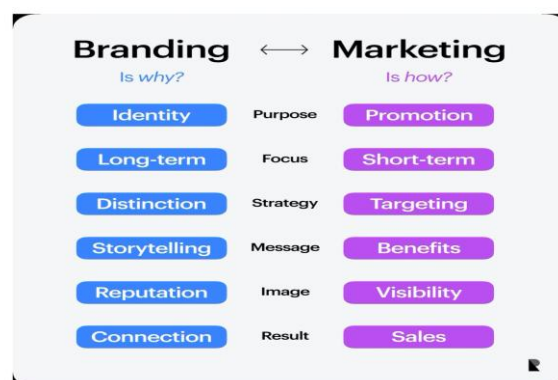 Branding ⟷ Marketing
Is why? Is how?
Identity Purpose Promotion
Long-term Focus Short-term
Distinction Strategy Targeting
Storytelling Message Benefits
Reputation Image Visibility
Connection Result Sales